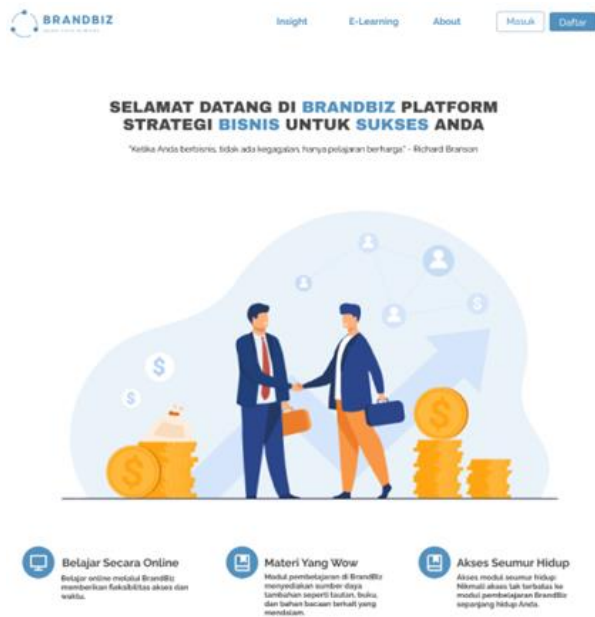 BRANDBIZ
Insight
E-Learning
About
Masuk
Daftar
SELAMAT DATANG DI BRANDBIZ PLATFORM
STRATEGI BISNIS UNTUK SUKSES ANDA
"Ketika Anda berbisnis, tidak ada kegagalan, hanya pelajaran berharga." - Richard Branson
$
$
$
$
$
Belajar Secara Online
Belajar online melalui BrandBiz
memberikan fleksibilitas akses dan
waktu.
Materi Yang Wow
Modul pembelajaran di BrandBiz
menyediakan sumber daya
tambahan seperti tautan, buku,
dan bahan bacaan terkait yang
mendalam.
Akses Seumur Hidup
Akses modul seumur hidup:
Nikmati akses tak terbatas ke
modul pembelajaran BrandBiz
sepanjang hidup Anda.